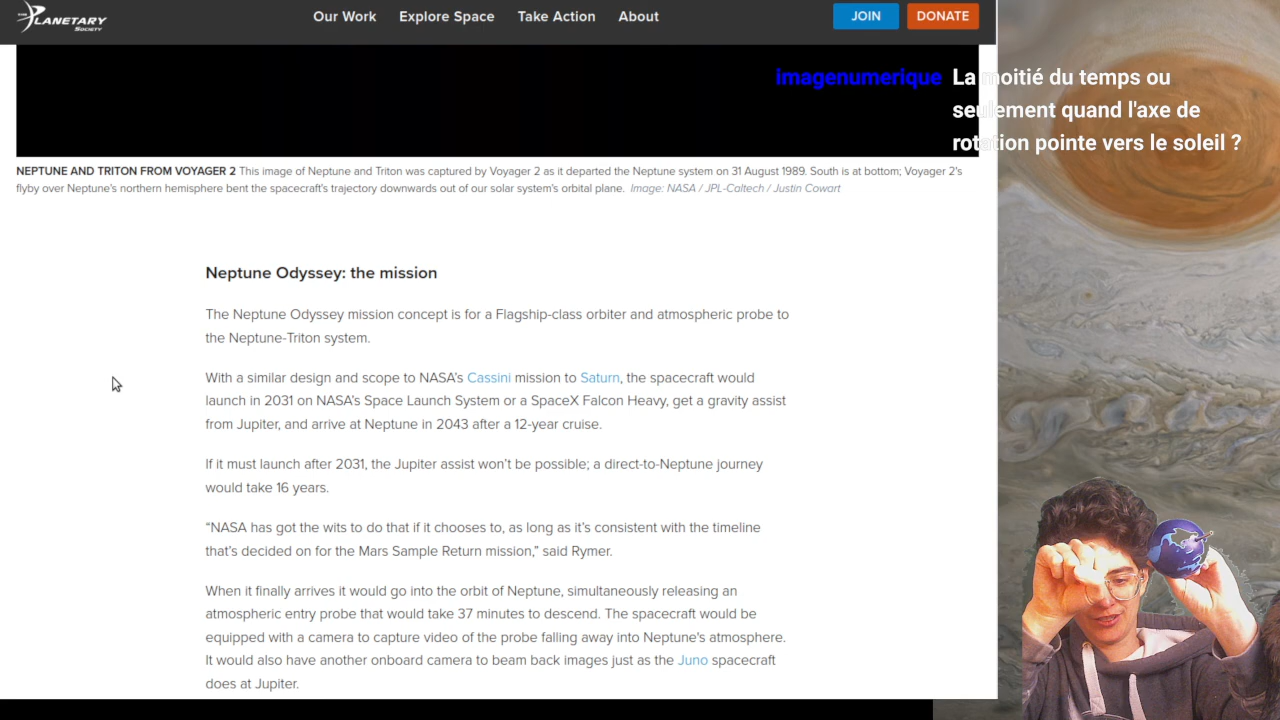 THE PLANETARY SOCIETY
Our Work Explore Space Take Action About JOIN DONATE
imagenumerique La moitié du temps ou
seulement quand l'axe de
rotation pointe vers le soleil ?
NEPTUNE AND TRITON FROM VOYAGER 2 This image of Neptune and Triton was captured by Voyager 2 as it departed the Neptune system on 31 August 1989. South is at bottom; Voyager 2's
flyby over Neptune's northern hemisphere bent the spacecraft's trajectory downwards out of our solar system's orbital plane. Image: NASA / JPL-Caltech / Justin Cowart
Neptune Odyssey: the mission
The Neptune Odyssey mission concept is for a Flagship-class orbiter and atmospheric probe to
the Neptune-Triton system.
With a similar design and scope to NASA's Cassini mission to Saturn, the spacecraft would
launch in 2031 on NASA's Space Launch System or a SpaceX Falcon Heavy, get a gravity assist
from Jupiter, and arrive at Neptune in 2043 after a 12-year cruise.
If it must launch after 2031, the Jupiter assist won't be possible; a direct-to-Neptune journey
would take 16 years.
“NASA has got the wits to do that if it chooses to, as long as it's consistent with the timeline
that's decided on for the Mars Sample Return mission,” said Rymer.
When it finally arrives it would go into the orbit of Neptune, simultaneously releasing an
atmospheric entry probe that would take 37 minutes to descend. The spacecraft would be
equipped with a camera to capture video of the probe falling away into Neptune's atmosphere.
It would also have another onboard camera to beam back images just as the Juno spacecraft
does at Jupiter.